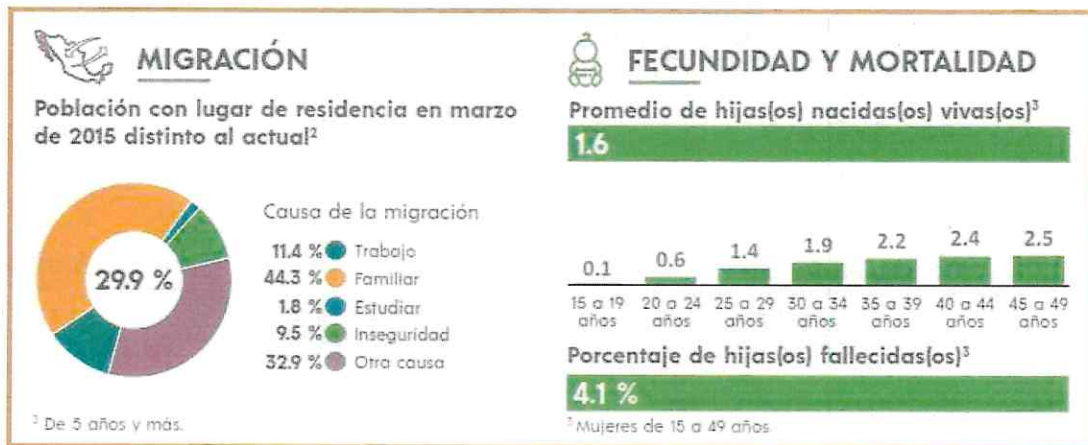 MIGRACIÓN
Población con lugar de residencia en marzo
de 2015 distinto al actual²
29.9 %
Causa de la migración
11.4 % Trabajo
44.3 % Familiar
1.8 % Estudiar
9.5 % Inseguridad
32.9 % Otra causa
² De 5 años y más.
FECUNDIDAD Y MORTALIDAD
Promedio de hijas(os) nacidas(os) vivas(os)³
1.6
0.1 0.6 1.4 1.9 2.2 2.4 2.5
15 a 19 20 a 24 25 a 29 30 a 34 35 a 39 40 a 44 45 a 49
años años años años años años años
Porcentaje de hijas(os) fallecidas(os)³
4.1 %
³ Mujeres de 15 a 49 años